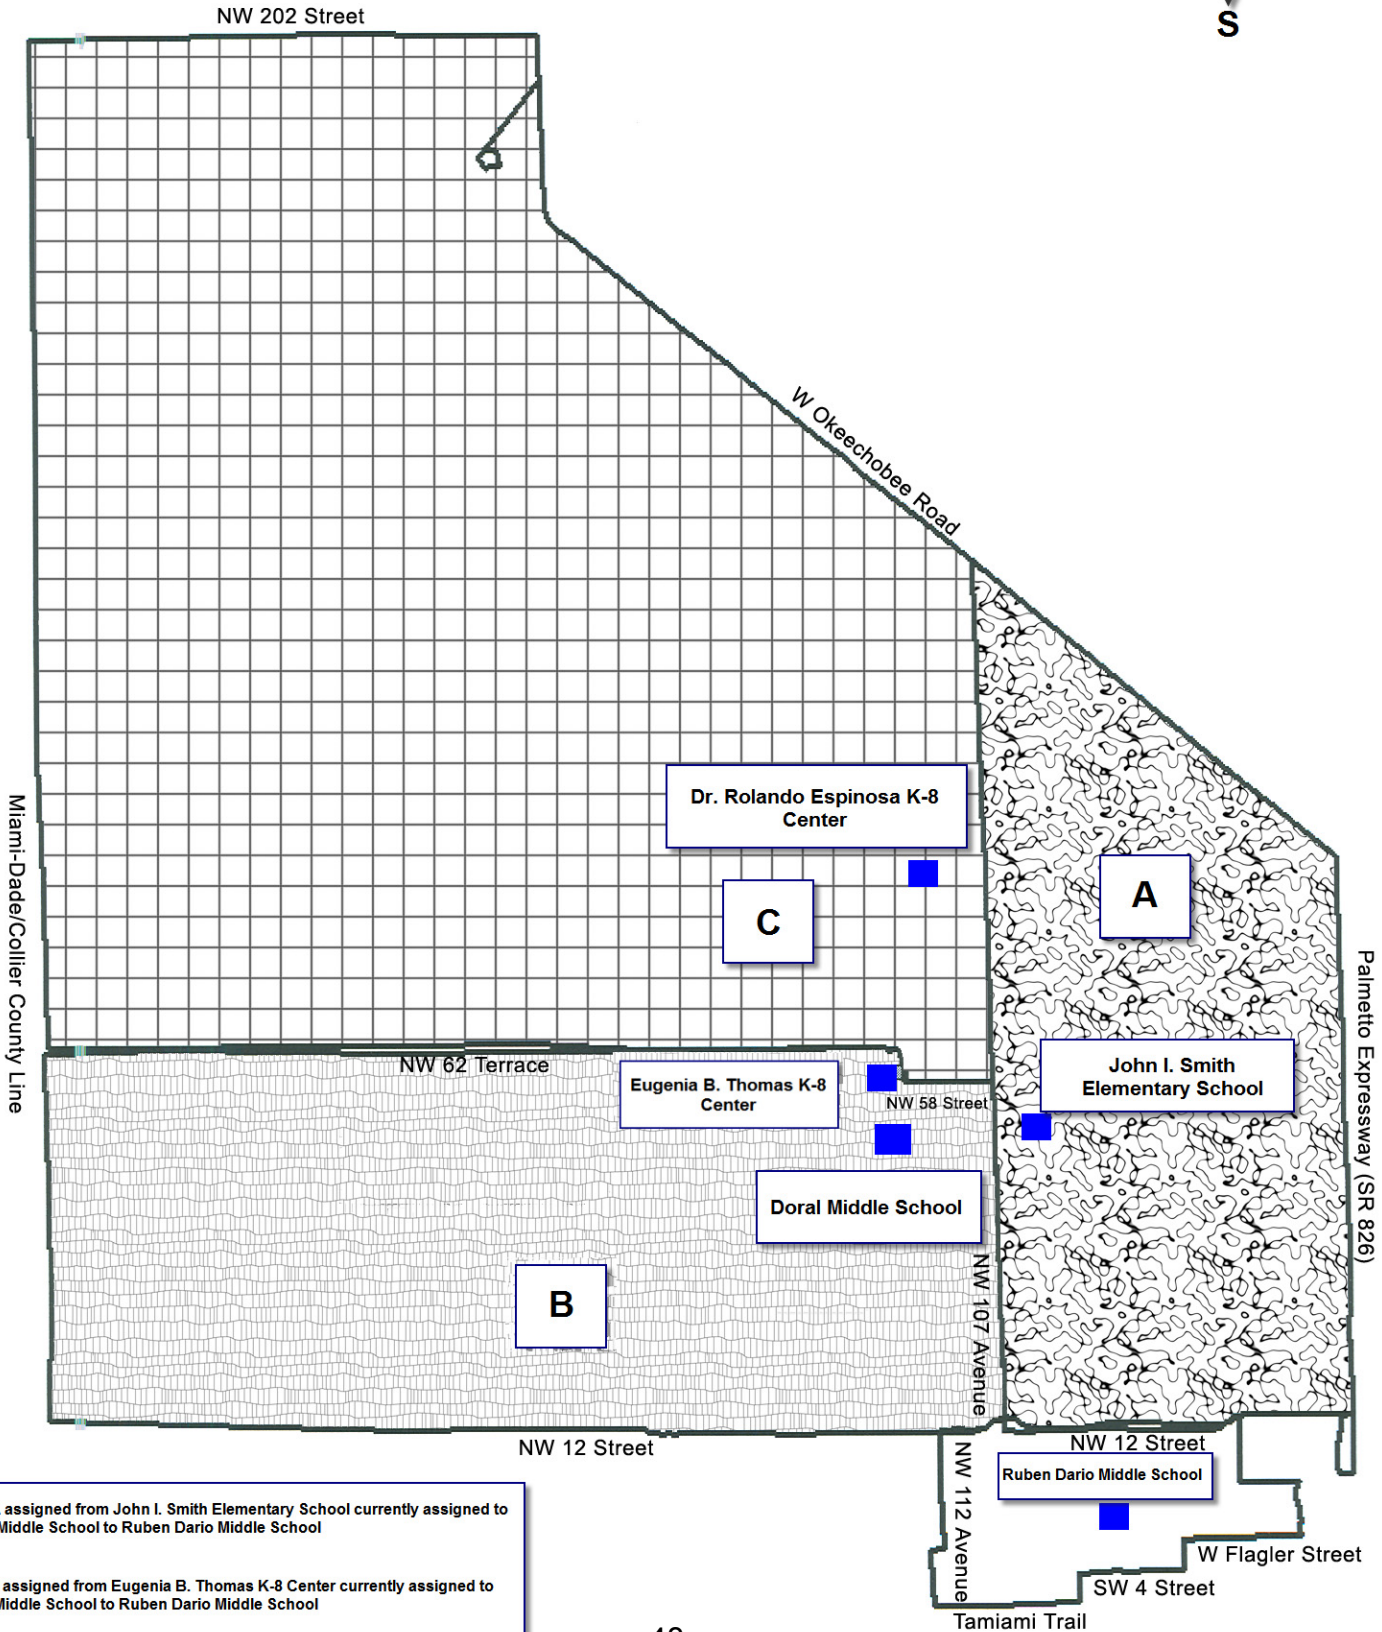 NW 202 Street
S
W Okeechobee Road
Dr. Rolando Espinosa K-8
Center
C
A
Miami-Dade/Collier County Line
Palmetto Expressway (SR 826)
NW 62 Terrace
John I. Smith
Elementary School
Eugenia B. Thomas K-8
Center
NW 58 Street
Doral Middle School
B
NW 107 Avenue
NW 12 Street
NW 12 Street
NW 112 Avenue
Ruben Dario Middle School
assigned from John I. Smith Elementary School currently assigned to
Middle School to Ruben Dario Middle School
assigned from Eugenia B. Thomas K-8 Center currently assigned to
Middle School to Ruben Dario Middle School
W Flagler Street
SW 4 Street
Tamiami Trail